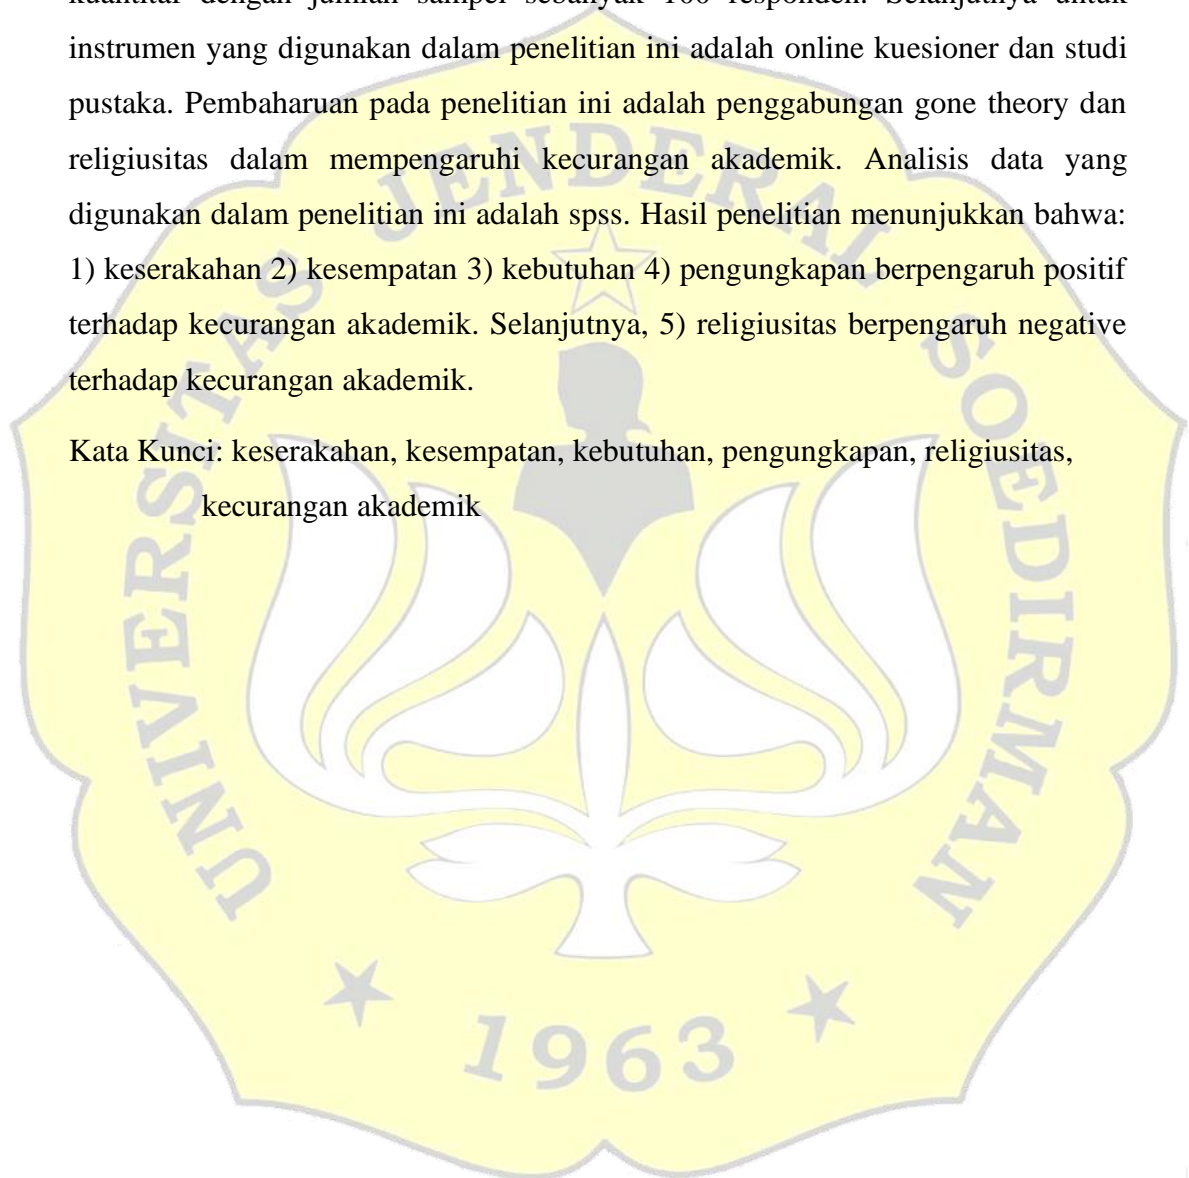 instrumen yang digunakan dalam penelitian ini adalah online kuesioner dan studi
pustaka. Pembaharuan pada penelitian ini adalah penggabungan gone theory dan
religiusitas dalam mempengaruhi kecurangan akademik. Analisis data yang
digunakan dalam penelitian ini adalah spss. Hasil penelitian menunjukkan bahwa:
1) keserakahan 2) kesempatan 3) kebutuhan 4) pengungkapan berpengaruh positif
terhadap kecurangan akademik. Selanjutnya, 5) religiusitas berpengaruh negative
terhadap kecurangan akademik.
Kata Kunci: keserakahan, kesempatan, kebutuhan, pengungkapan, religiusitas,
kecurangan akademik
UNIVERSITAS JENDERAL SOEDIRMAN
1963